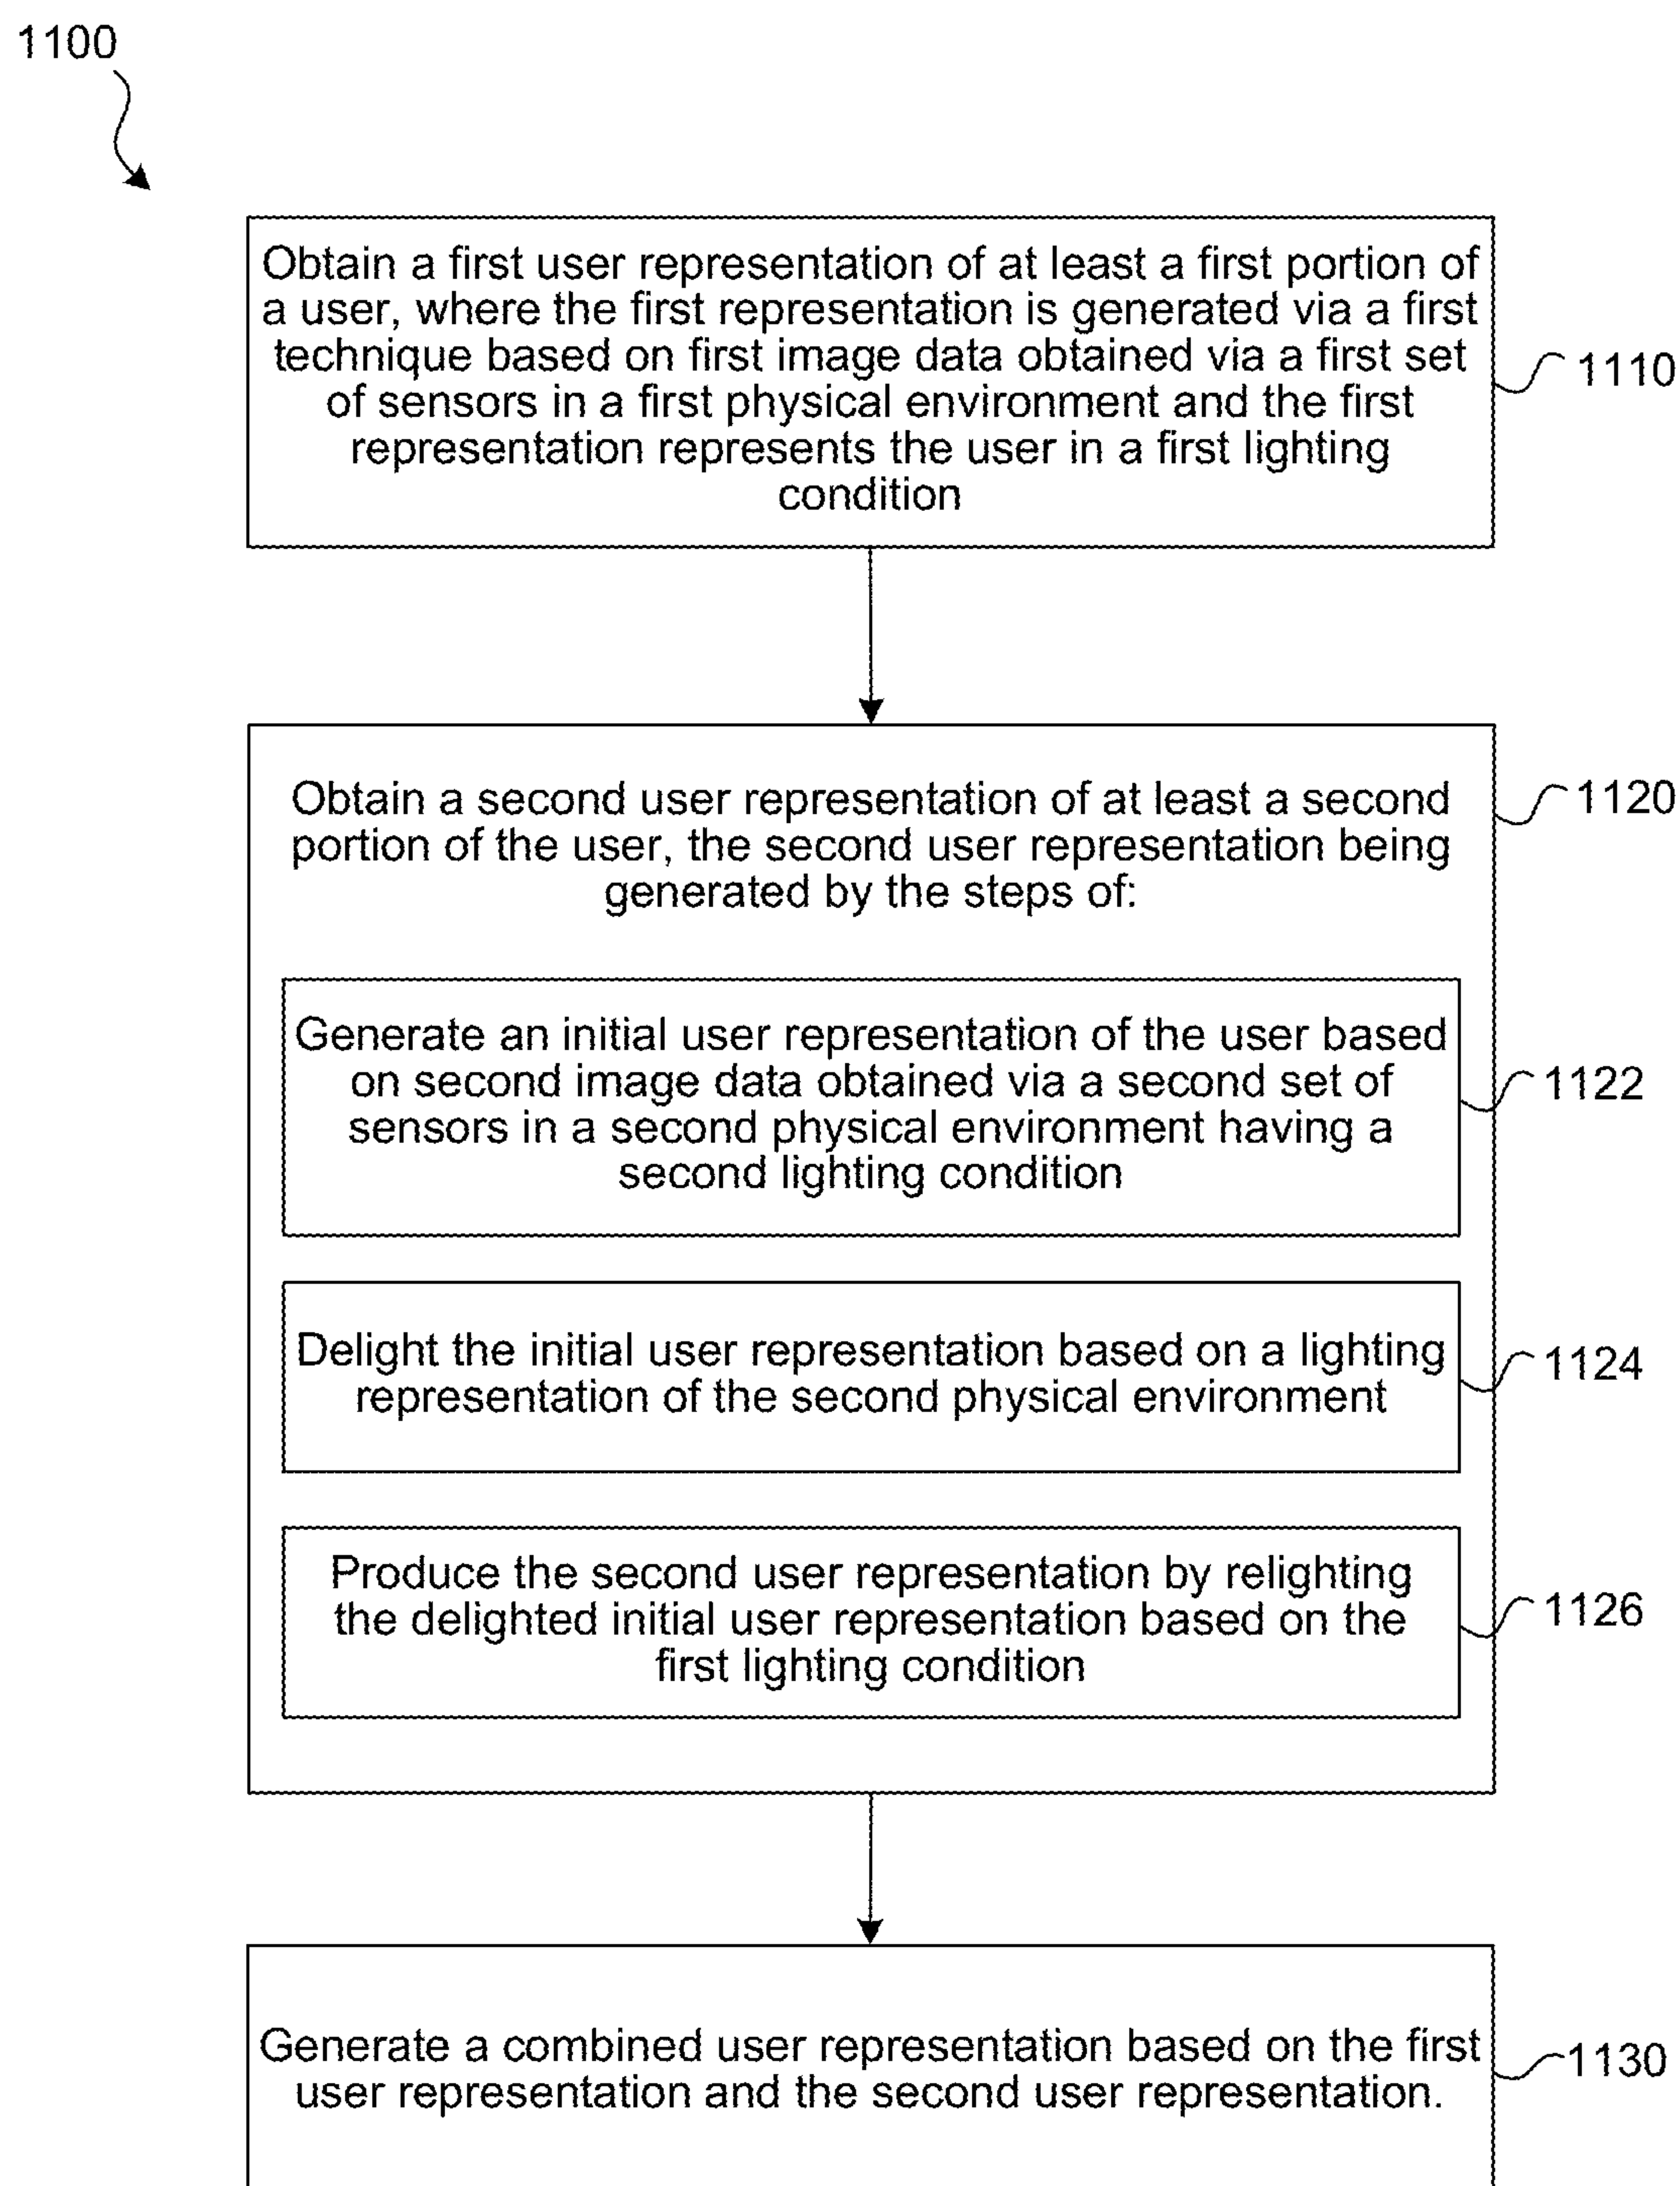 1100
Obtain a first user representation of at least a first portion of
a user, where the first representation is generated via a first
technique based on first image data obtained via a first set
of sensors in a first physical environment and the first
representation represents the user in a first lighting
condition
1110
Obtain a second user representation of at least a second
portion of the user, the second user representation being
generated by the steps of:
1120
Generate an initial user representation of the user based
on second image data obtained via a second set of
sensors in a second physical environment having a
second lighting condition
1122
Delight the initial user representation based on a lighting
representation of the second physical environment
1124
Produce the second user representation by relighting
the delighted initial user representation based on the
first lighting condition
1126
Generate a combined user representation based on the first
user representation and the second user representation.
1130